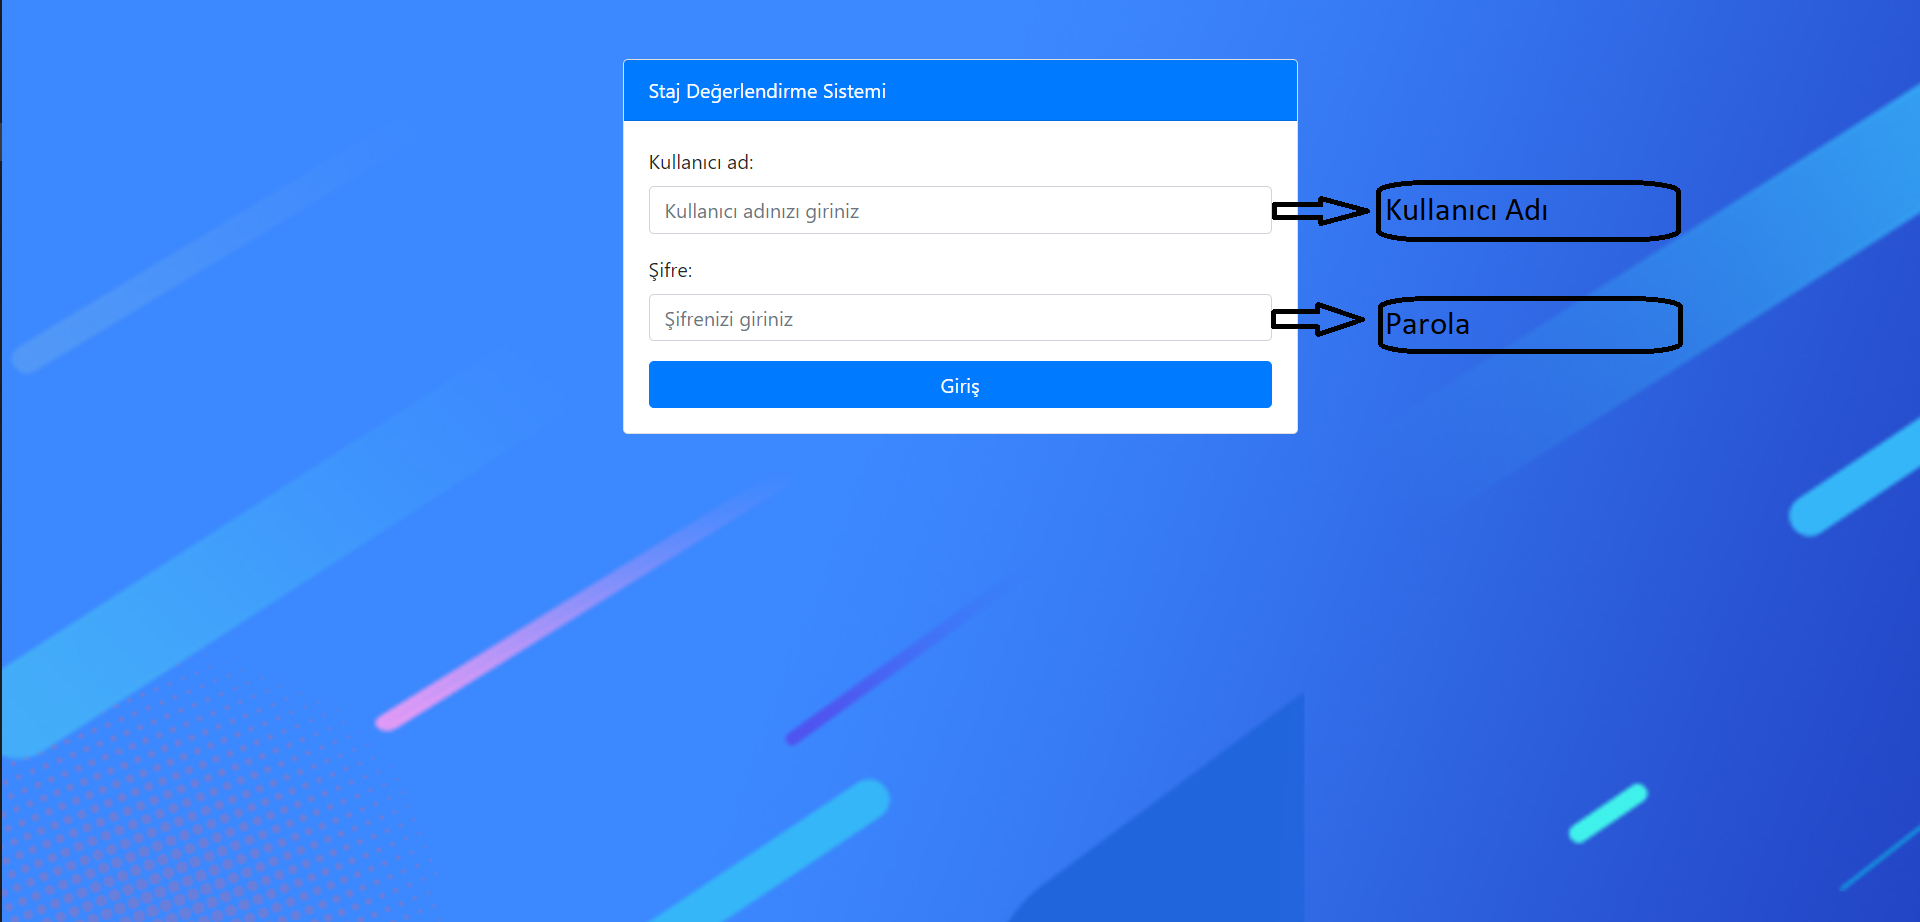 Staj Değerlendirme Sistemi
Kullanıcı ad:
Kullanıcı adınızı giriniz
Kullanıcı Adı
Şifre:
Şifrenizi giriniz
Parola
Giriş